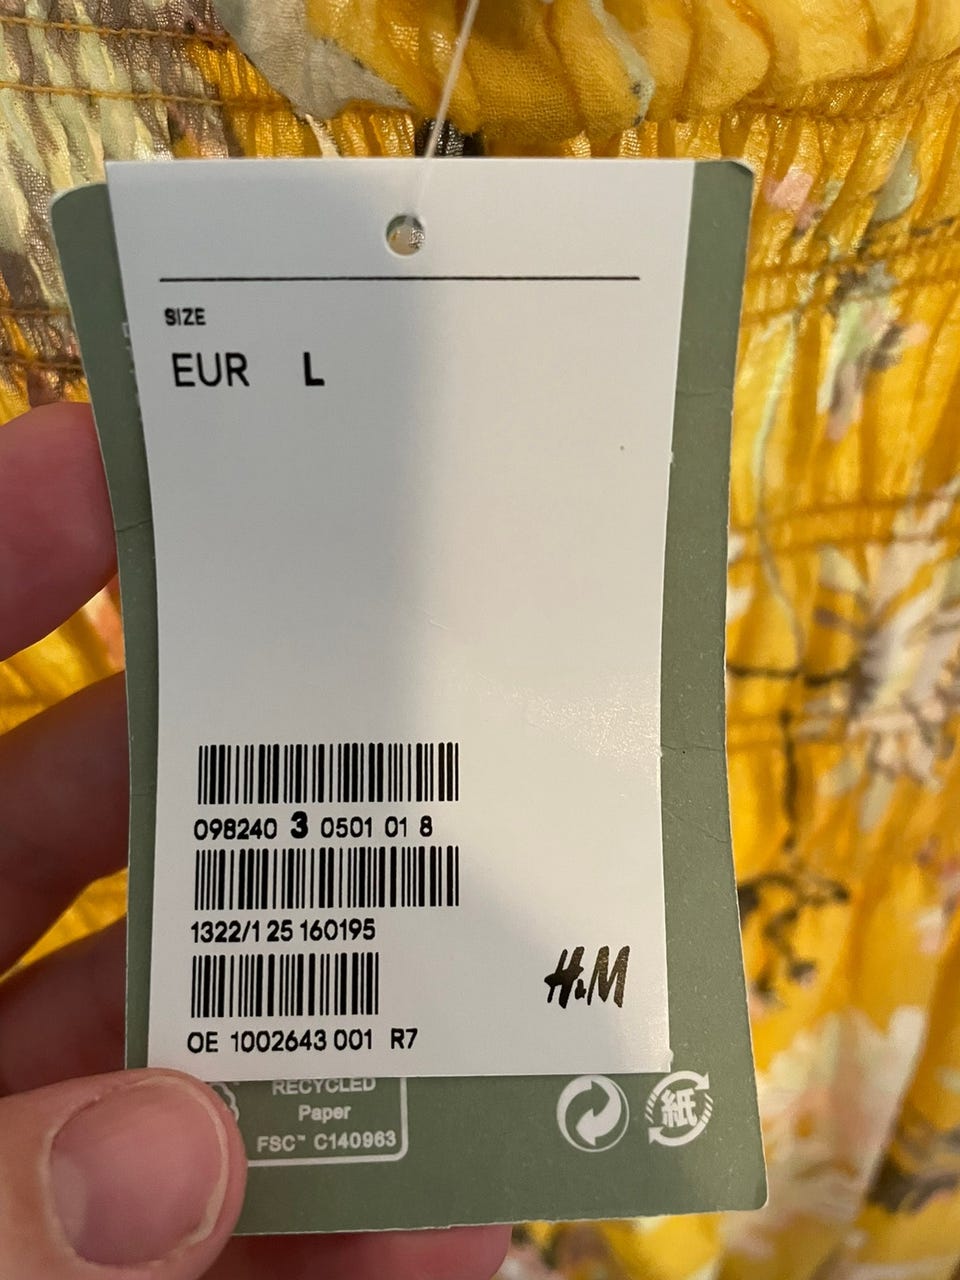 SIZE
EUR L
098240 3 0501 01 8
1322/1 25 160195
OE 1002643 001 R7
H&M
RECYCLED
Paper
FSC™ C140963
紙